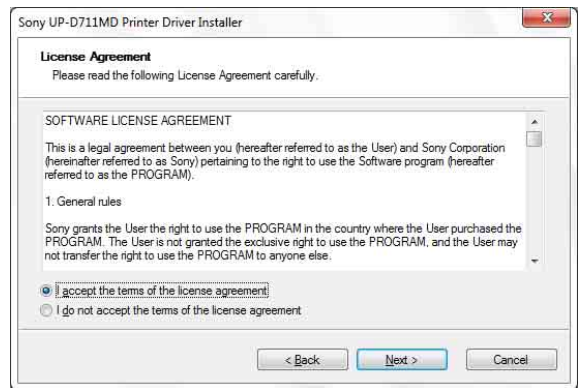 Sony UP-D711MD Printer Driver Installer
License Agreement
Please read the following License Agreement carefully.
SOFTWARE LICENSE AGREEMENT
This is a legal agreement between you (hereafter referred to as the User) and Sony Corporation
(hereinafter referred to as Sony) pertaining to the right to use the Software program (hereafter
referred to as the PROGRAM).
1. General rules
Sony grants the User the right to use the PROGRAM in the country where the User purchased the
PROGRAM. The User is not granted the exclusive right to use the PROGRAM, and the User may
not transfer the right to use the PROGRAM to anyone else.
I accept the terms of the license agreement
I do not accept the terms of the license agreement
< Back
Next >
Cancel